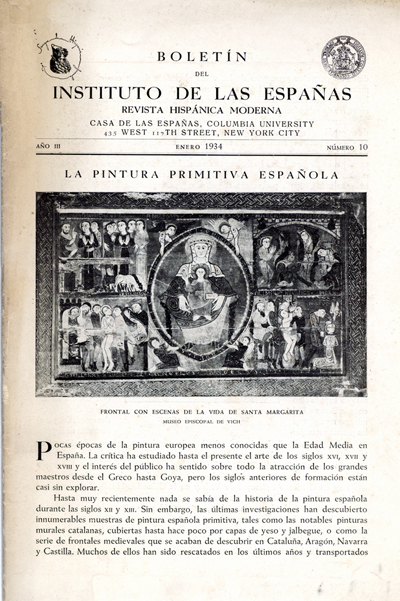 BOLETÍN
DEL
INSTITUTO DE LAS ESPAÑAS
REVISTA HISPÁNICA MODERNA
CASA DE LAS ESPAÑAS, COLUMBIA UNIVERSITY
435 WEST 117TH STREET, NEW YORK CITY
AÑO III ENERO 1934 NÚMERO 10
LA PINTURA PRIMITIVA ESPAÑOLA
FRONTAL CON ESCENAS DE LA VIDA DE SANTA MARGARITA
MUSEO EPISCOPAL DE VICH
POCAS épocas de la pintura europea menos conocidas que la Edad Media en
España. La crítica ha estudiado hasta el presente el arte de los siglos XVI, XVII y
XVIII y el interés del público ha sentido sobre todo la atracción de los grandes
maestros desde el Greco hasta Goya, pero los siglos anteriores de formación están
casi sin explorar.
Hasta muy recientemente nada se sabía de la historia de la pintura española
durante las siglos XII y XIII. Sin embargo, las últimas investigaciones han descubierto
innumerables muestras de pintura española primitiva, tales como las notables pinturas
murales catalanas, cubiertas hasta hace poco por capas de yeso y jalbegue, o como la
serie de frontales medievales que se acaban de descubrir en Cataluña, Aragón, Navarra
y Castilla. Muchos de ellos han sido rescatados en los últimos años y transportados